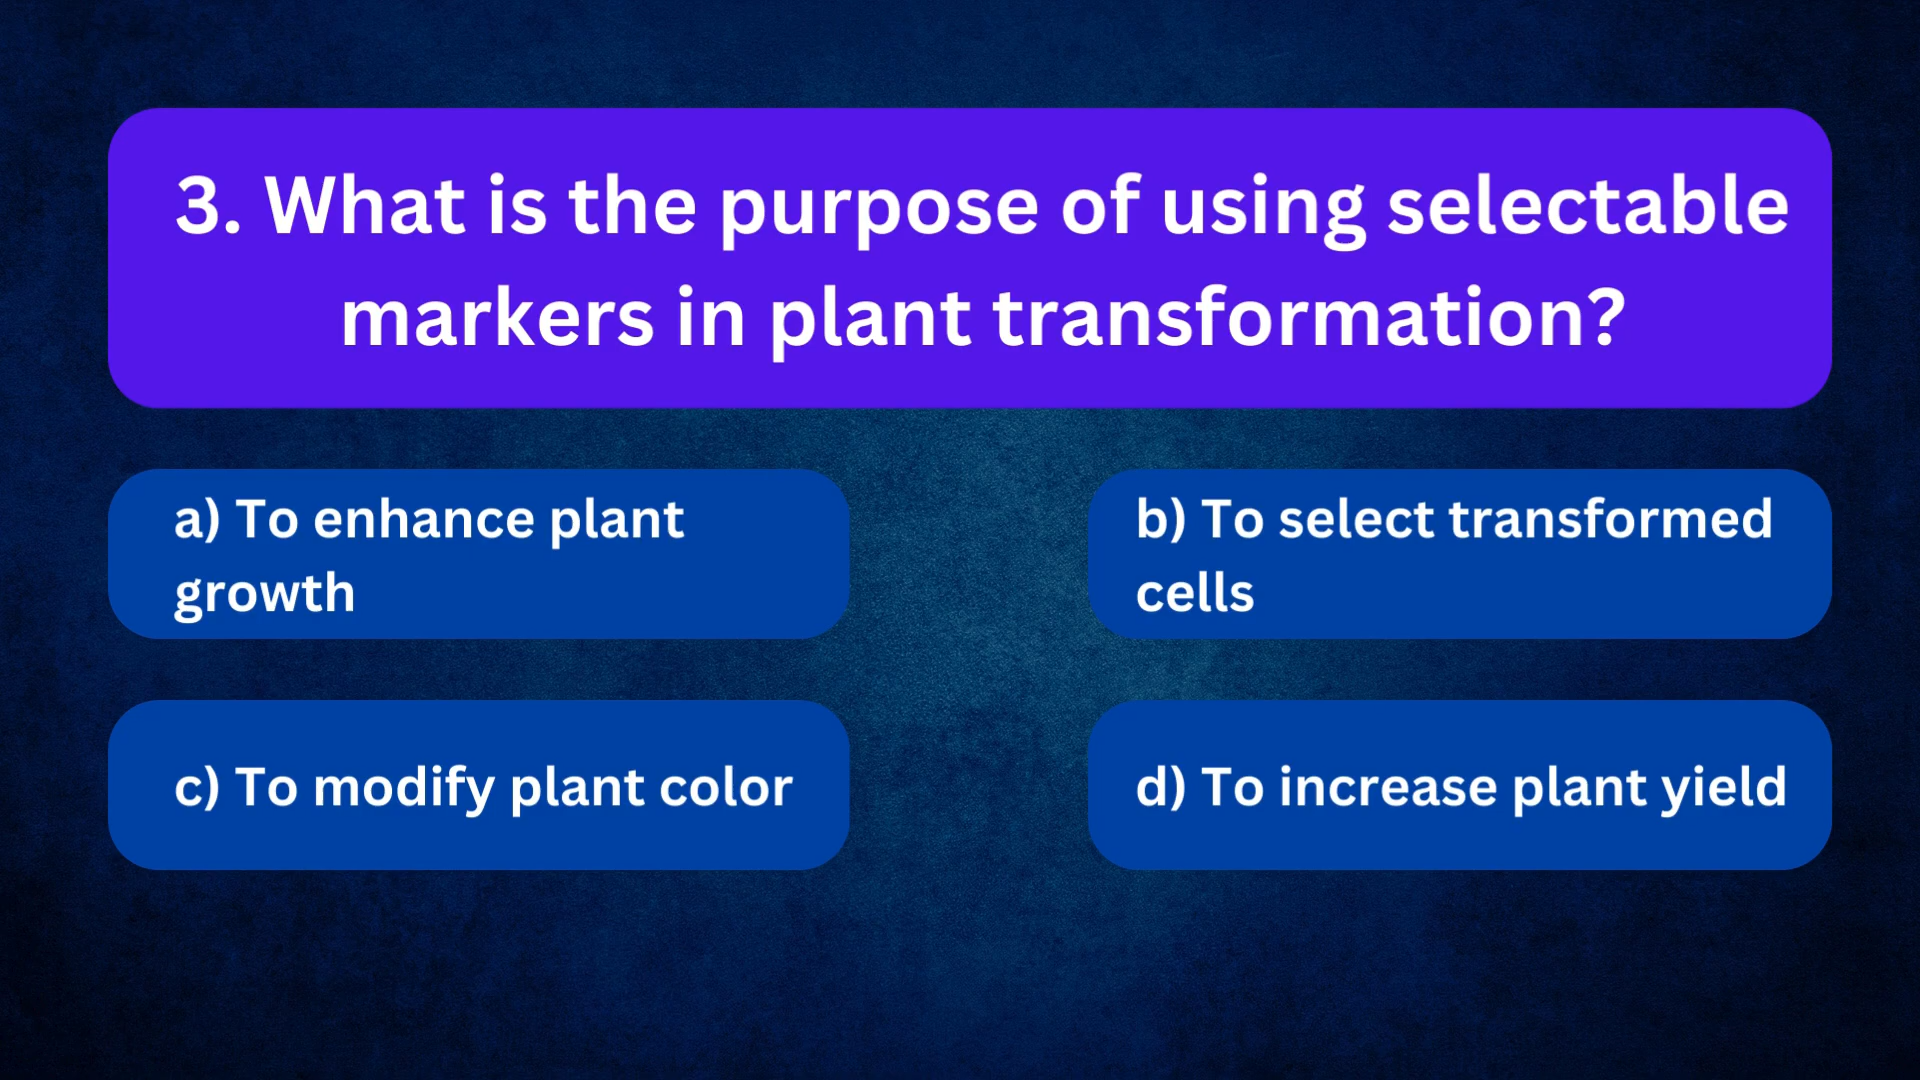 3. What is the purpose of using selectable
markers in plant transformation?
a) To enhance plant
growth
b) To select transformed
cells
c) To modify plant color
d) To increase plant yield